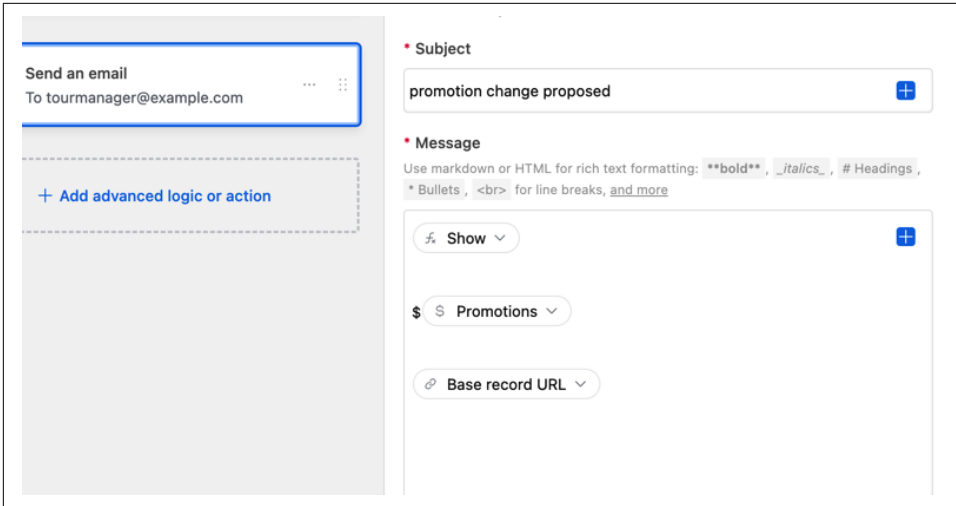 Send an email
To tourmanager@example.com
+ Add advanced logic or action
* Subject
promotion change proposed
* Message
Use markdown or HTML for rich text formatting: **bold** , _italics_ , # Headings ,
* Bullets , <br> for line breaks, and more
Show
$ $ Promotions
Base record URL